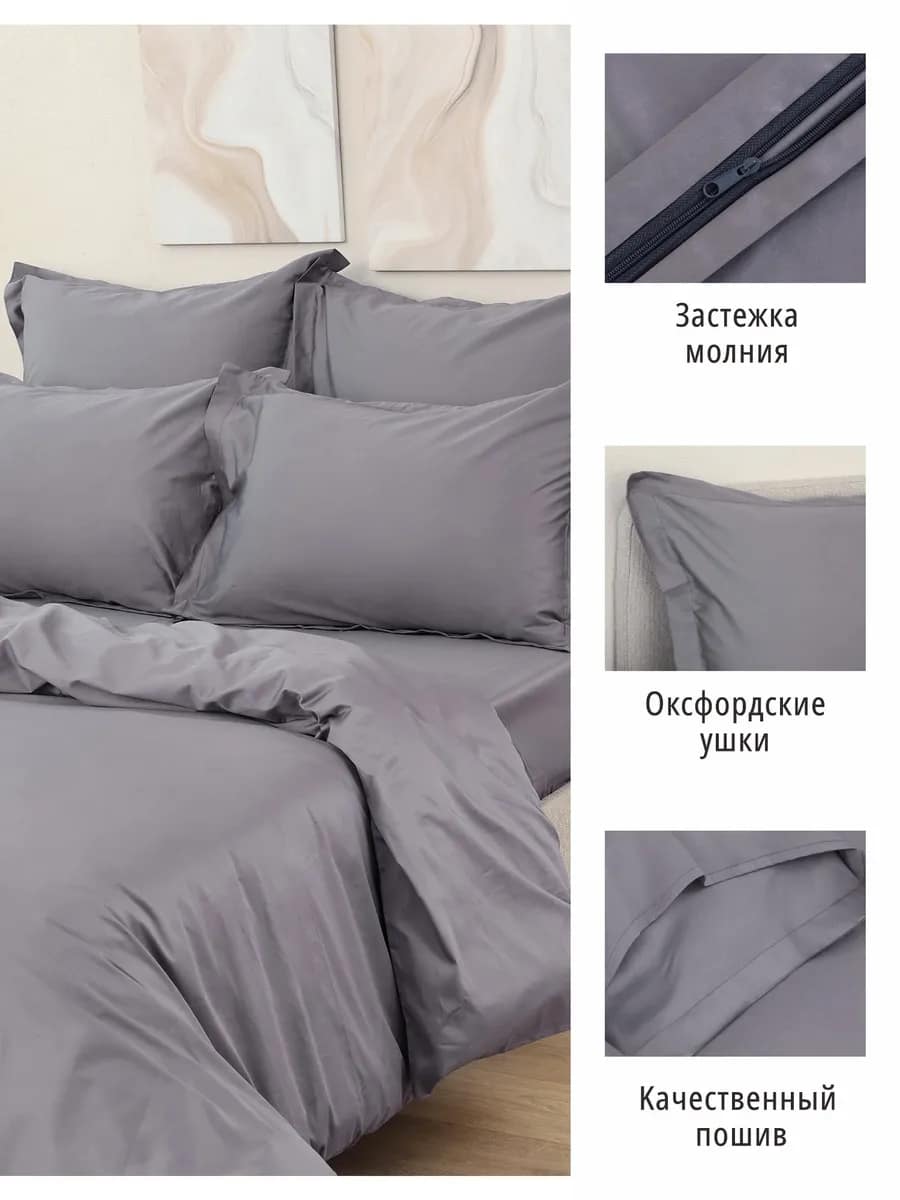 Застежка
молния
Оксфордские
ушки
Качественный
пошив